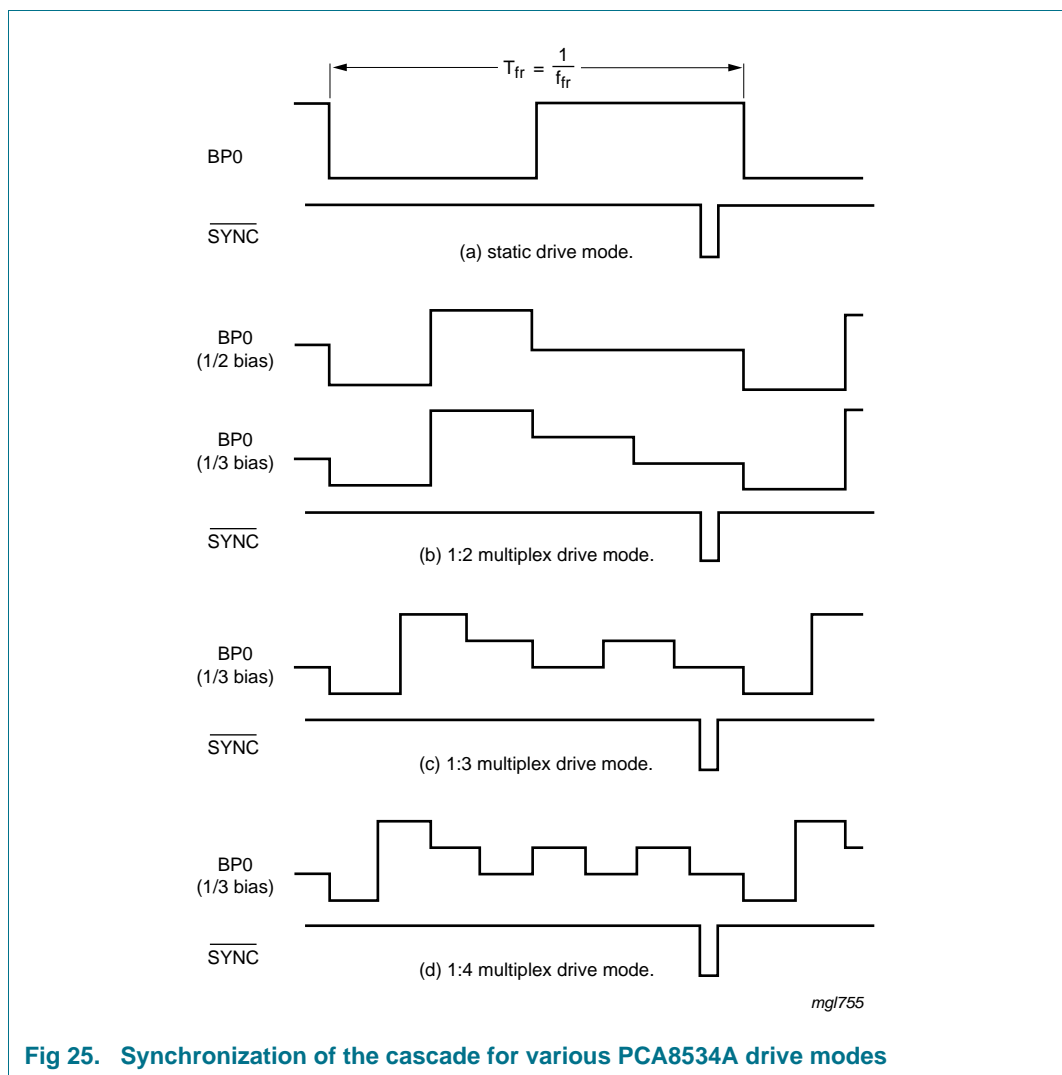 Tfr = 1/ffr
BP0
SYNC
(a) static drive mode.
BP0
(1/2 bias)
BP0
(1/3 bias)
SYNC
(b) 1:2 multiplex drive mode.
BP0
(1/3 bias)
SYNC
(c) 1:3 multiplex drive mode.
BP0
(1/3 bias)
SYNC
(d) 1:4 multiplex drive mode.
mgl755
Fig 25. Synchronization of the cascade for various PCA8534A drive modes